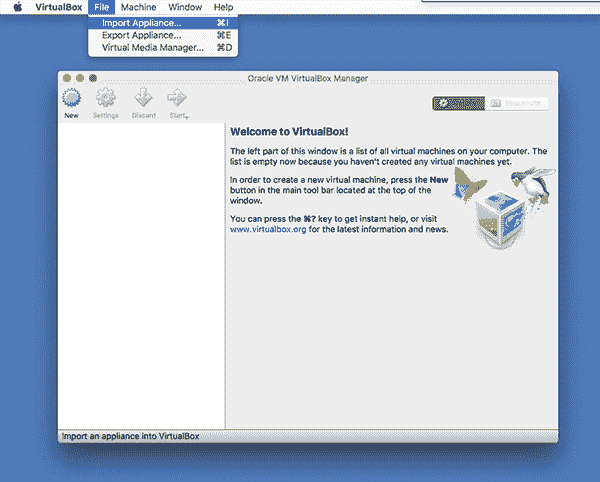 VirtualBox File Machine Window Help
Import Appliance... ⌘I
Export Appliance... ⌘E
Virtual Media Manager... ⌘D
Oracle VM VirtualBox Manager
New Settings Discard Start
Snapshots
Welcome to VirtualBox!
The left part of this window is a list of all virtual machines on your computer. The
list is empty now because you haven't created any virtual machines yet.
In order to create a new virtual machine, press the New
button in the main tool bar located at the top of the
window.
You can press the ⌘? key to get instant help, or visit
www.virtualbox.org for the latest information and news.
Import an appliance into VirtualBox